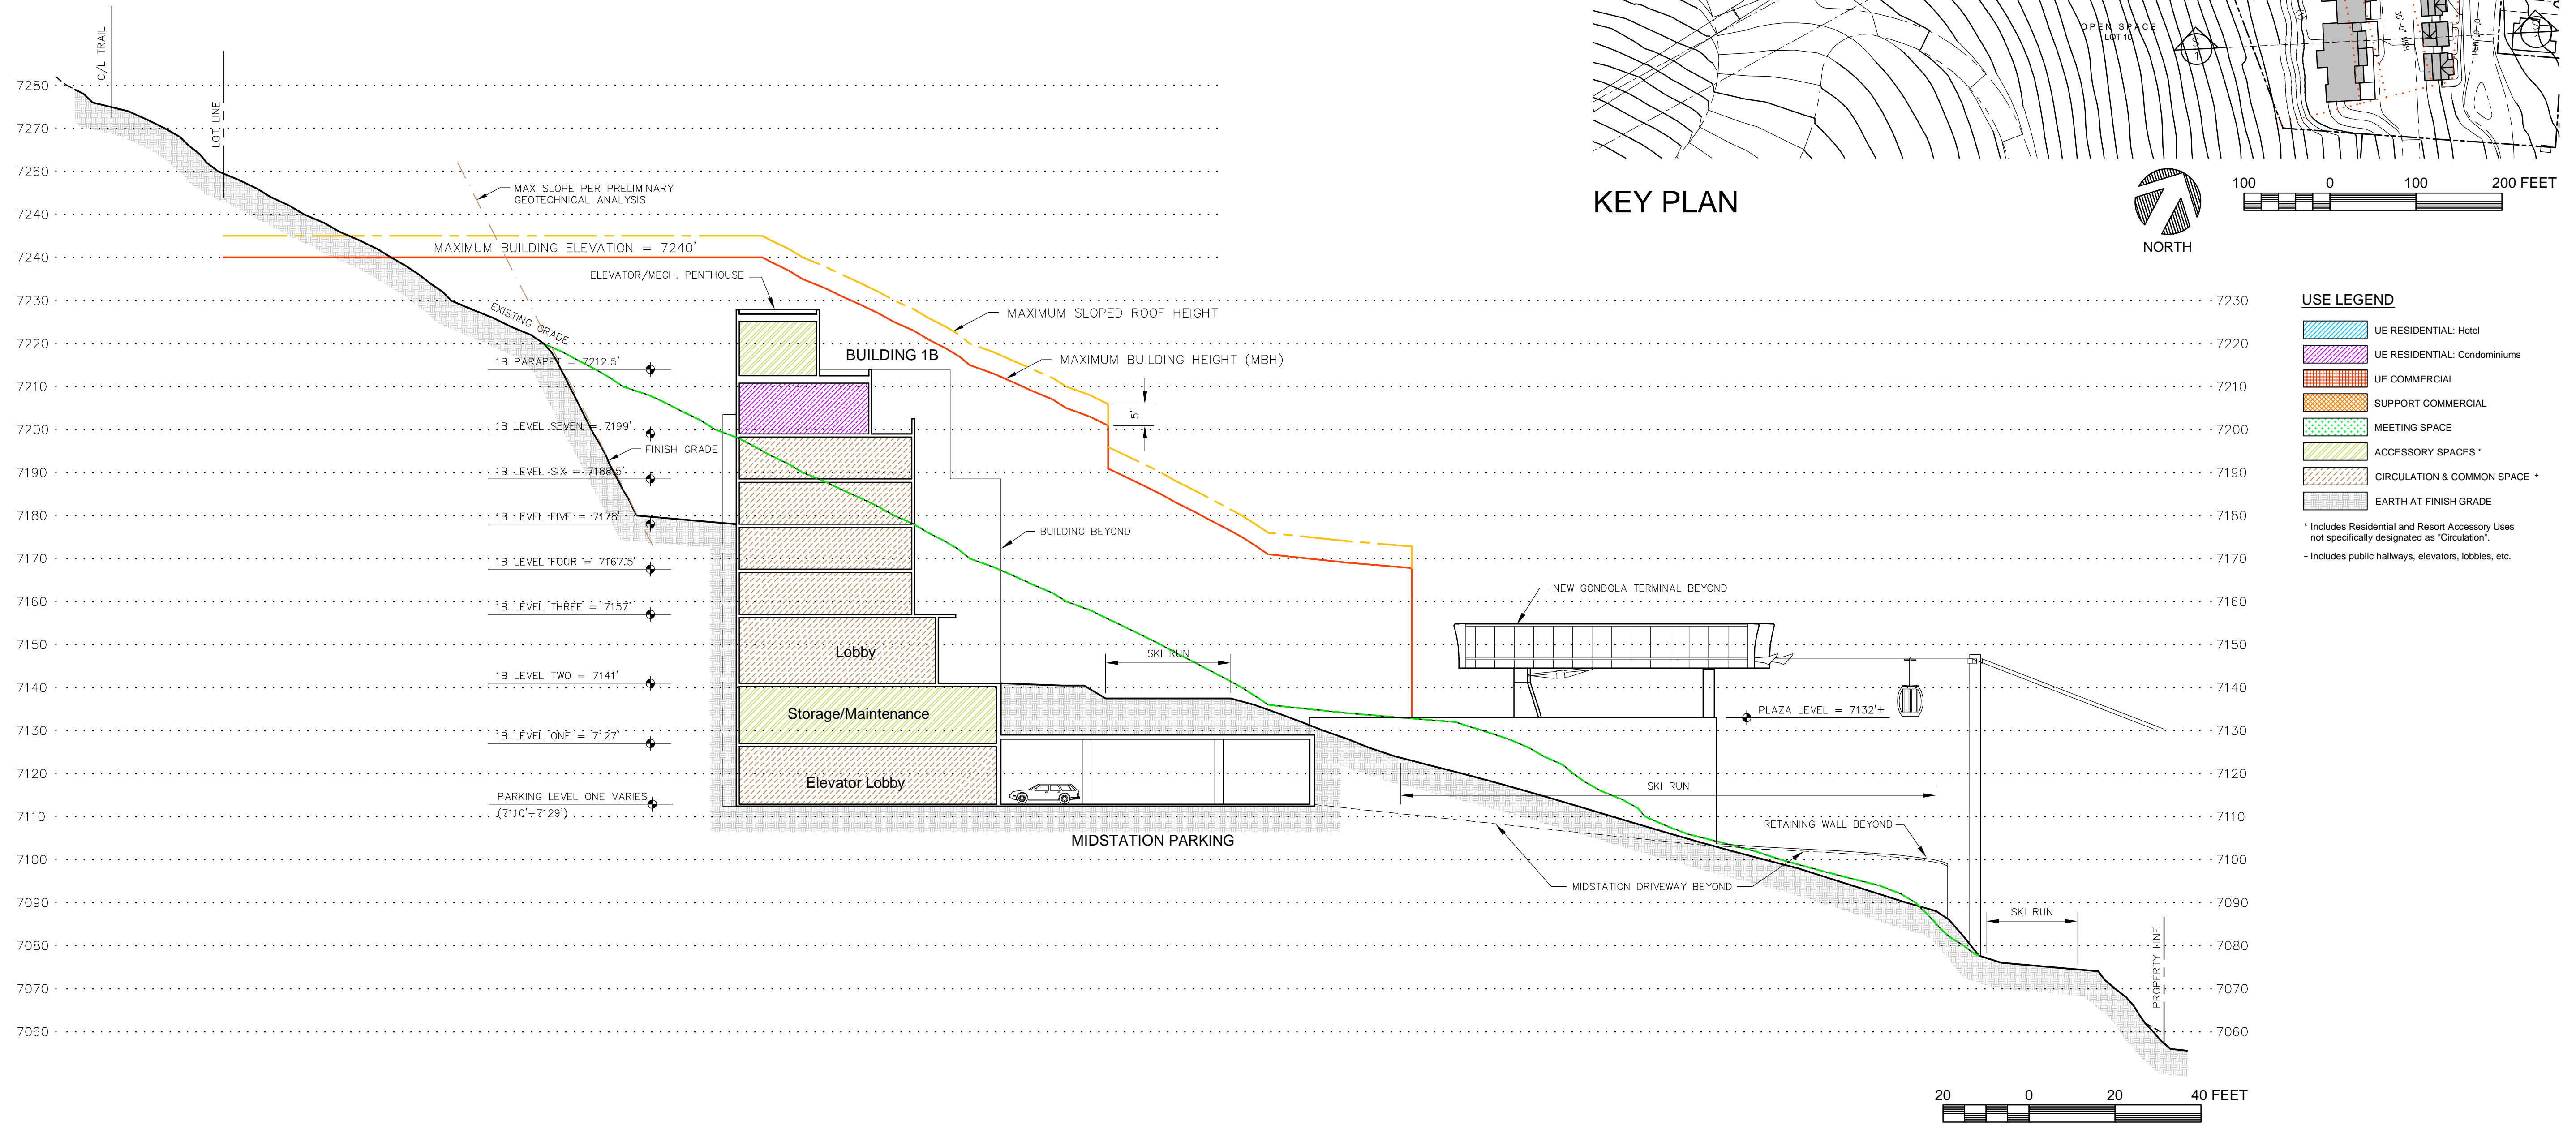 C/L TRAIL
LOT LINE
OPEN SPACE
LOT 10
35'-0" MBH
KEY PLAN
NORTH
100 0 100 200 FEET
7280
7270
7260
7250
7240
7240
7230
7220
7210
7200
7190
7180
7170
7160
7150
7140
7130
7120
7110
7100
7090
7080
7070
7060
MAX SLOPE PER PRELIMINARY
GEOTECHNICAL ANALYSIS
MAXIMUM BUILDING ELEVATION = 7240'
ELEVATOR/MECH. PENTHOUSE
MAXIMUM SLOPED ROOF HEIGHT
MAXIMUM BUILDING HEIGHT (MBH)
EXISTING GRADE
BUILDING 1B
5'
1B PARAPET = 7212.5'
1B LEVEL SEVEN = 7199'
FINISH GRADE
1B LEVEL SIX = 7188.5'
1B LEVEL FIVE = 7178'
BUILDING BEYOND
1B LEVEL FOUR = 7167.5'
1B LEVEL THREE = 7157'
1B LEVEL TWO = 7141'
1B LEVEL ONE = 7127'
PARKING LEVEL ONE VARIES
(7110'-7129')
Lobby
Storage/Maintenance
Elevator Lobby
SKI RUN
MIDSTATION PARKING
NEW GONDOLA TERMINAL BEYOND
PLAZA LEVEL = 7132'±
SKI RUN
RETAINING WALL BEYOND
MIDSTATION DRIVEWAY BEYOND
SKI RUN
PROPERTY LINE
7230
7220
7210
7200
7190
7180
7170
7160
7150
7140
7130
7120
7110
7100
7090
7080
7070
7060
USE LEGEND
UE RESIDENTIAL: Hotel
UE RESIDENTIAL: Condominiums
UE COMMERCIAL
SUPPORT COMMERCIAL
MEETING SPACE
ACCESSORY SPACES *
CIRCULATION & COMMON SPACE +
EARTH AT FINISH GRADE
* Includes Residential and Resort Accessory Uses
not specifically designated as "Circulation".
+ Includes public hallways, elevators, lobbies, etc.
20 0 20 40 FEET